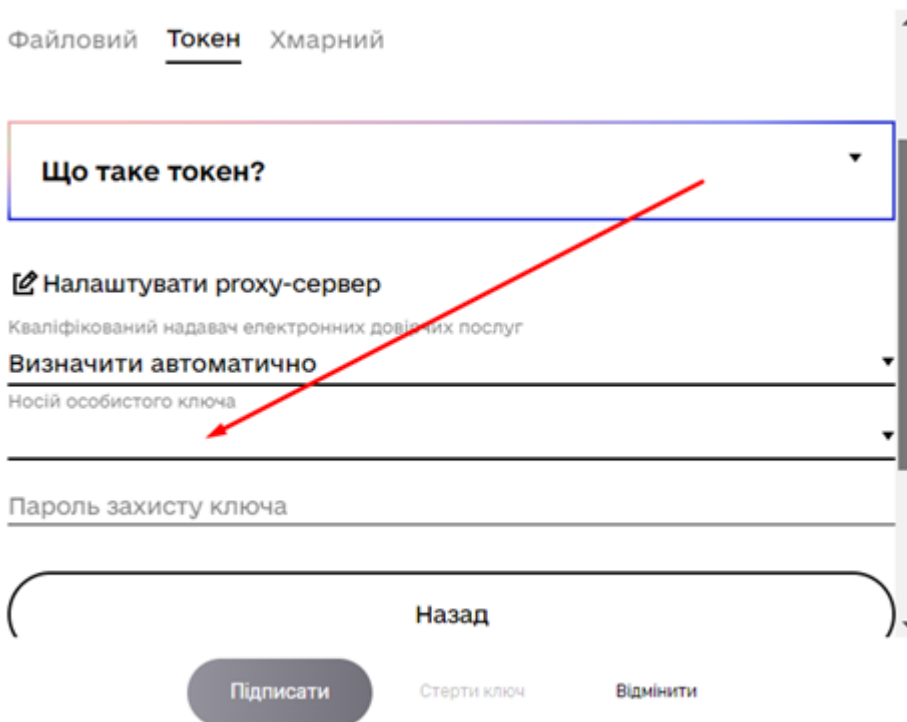 Файловий Токен Хмарний
Що таке токен?
Налаштувати proxy-сервер
Кваліфікований надавач електронних довірчих послуг
Визначити автоматично
Носій особистого ключа
Пароль захисту ключа
Назад
Підписати Стерти ключ Відмінити